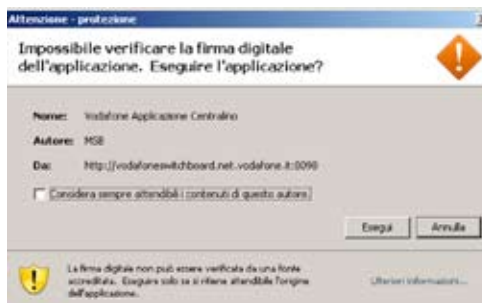 Attenzione - protezione
Impossibile verificare la firma digitale
dell'applicazione. Eseguire l'applicazione?
Nome: Vodafone Applicazione Centralino
Autore: MSB
Da: http://vodafoneswitchboard.net.vodafone.it:8090
Considera sempre attendibili i contenuti di questo autore.
Esegui Annulla
La firma digitale non può essere verificata da una fonte
accreditata. Eseguire solo se si ritiene attendibile l'origine
dell'applicazione.
Ulteriori informazioni...